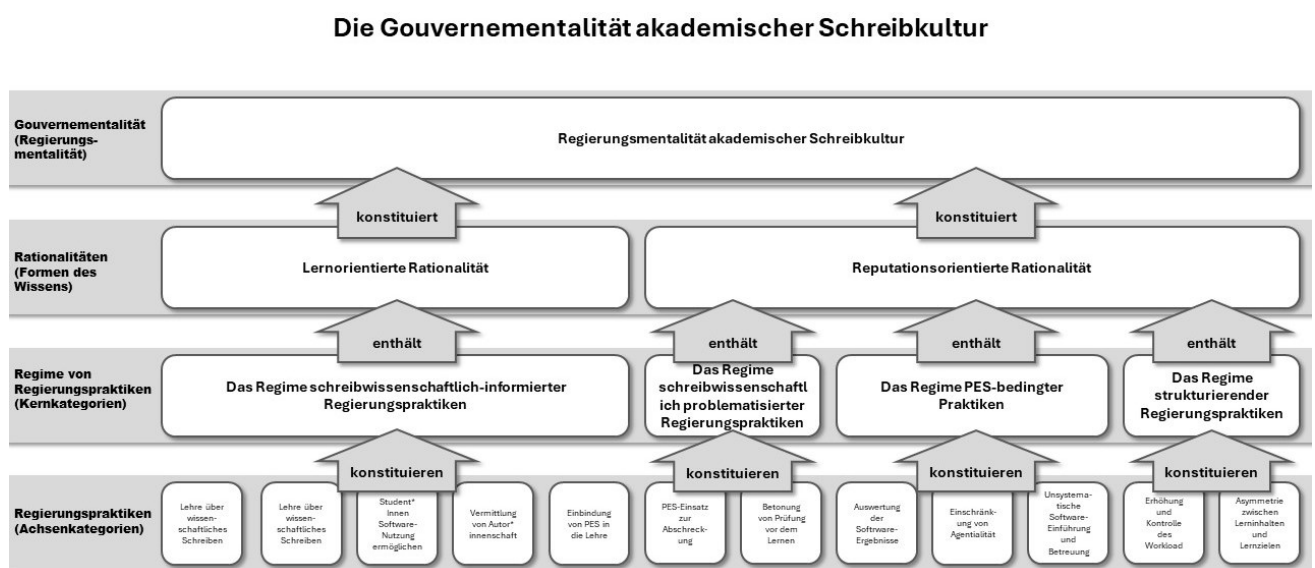 Die Gouvernementalität akademischer Schreibkultur
Gouvernementalität
(Regierungs-
mentalität)
Regierungsmentalität akademischer Schreibkultur
konstituiert
konstituiert
Rationalitäten
(Formen des
Wissens)
Lernorientierte Rationalität
Reputationsorientierte Rationalität
enthält
enthält
enthält
enthält
Regime von
Regierungspraktiken
(Kernkategorien)
Das Regime schreibwissenschaftlich-informierter
Regierungspraktiken
Das Regime
schreibwissenschaftl
ich problematisierter
Regierungspraktiken
Das Regime PES-bedingter
Praktiken
Das Regime
strukturierender
Regierungspraktiken
konstituieren
konstituieren
konstituieren
konstituieren
Regierungspraktiken
(Achsenkategorien)
Lehre über
wissen-
schaftliches
Schreiben
Lehre über
wissen-
schaftliches
Schreiben
Student*
Innen
Software-
Nutzung
ermöglichen
Vermittlung
von Autor*
innenschaft
Einbindung
von PES in
die Lehre
PES-Einsatz
zur
Abschreck-
ung
Betonung
von Prüfung
vor dem
Lernen
Auswertung
der
Softrware-
Ergebnisse
Einschränk-
ung von
Agentialität
Unsystema-
tische
Software-
Einführung
und
Betreuung
Erhöhung
und
Kontrolle
des
Workload
Asymmetrie
zwischen
Lerninhalten
und
Lernzielen